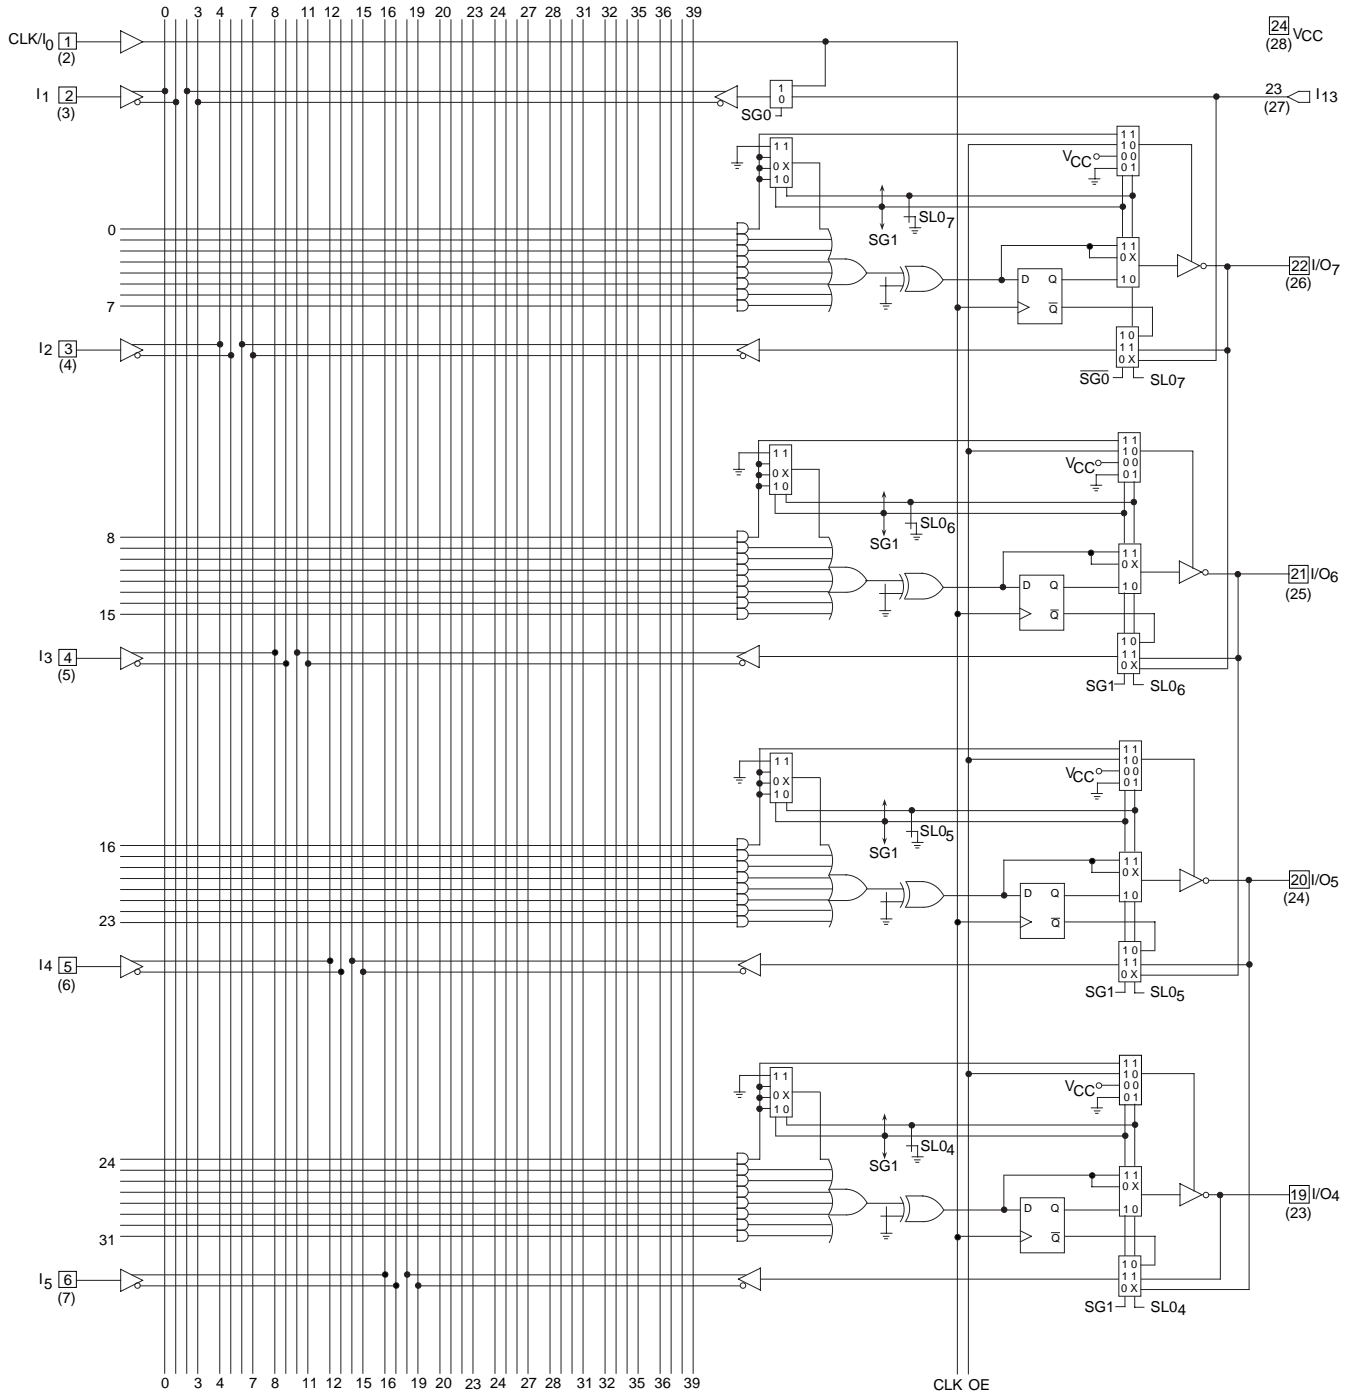 0 3 4 7 8 11 12 15 16 19 20 23 24 27 28 31 32 35 36 39
24 VCC
(28)
CLK/I0 1
(2)
I1 2
(3)
1
0
SG0
23 I13
(27)
1 1
0 X
1 0
1 1
1 0
0 0
0 1
VCC
SL07
SG1
0
7
D Q
Q
1 1
0 X
1 0
22 I/O7
(26)
I2 3
(4)
1 0
1 1
0 X
SG0 SL07
1 1
0 X
1 0
1 1
1 0
0 0
0 1
VCC
SL06
SG1
8
15
D Q
Q
1 1
0 X
1 0
21 I/O6
(25)
I3 4
(5)
1 0
1 1
0 X
SG1 SL06
1 1
0 X
1 0
1 1
1 0
0 0
0 1
VCC
SL05
SG1
16
23
D Q
Q
1 1
0 X
1 0
20 I/O5
(24)
I4 5
(6)
1 0
1 1
0 X
SG1 SL05
1 1
0 X
1 0
1 1
1 0
0 0
0 1
VCC
SL04
SG1
24
31
D Q
Q
1 1
0 X
1 0
19 I/O4
(23)
I5 6
(7)
1 0
1 1
0 X
SG1 SL04
0 3 4 7 8 11 12 15 16 19 20 23 24 27 28 31 32 35 36 39
CLK OE